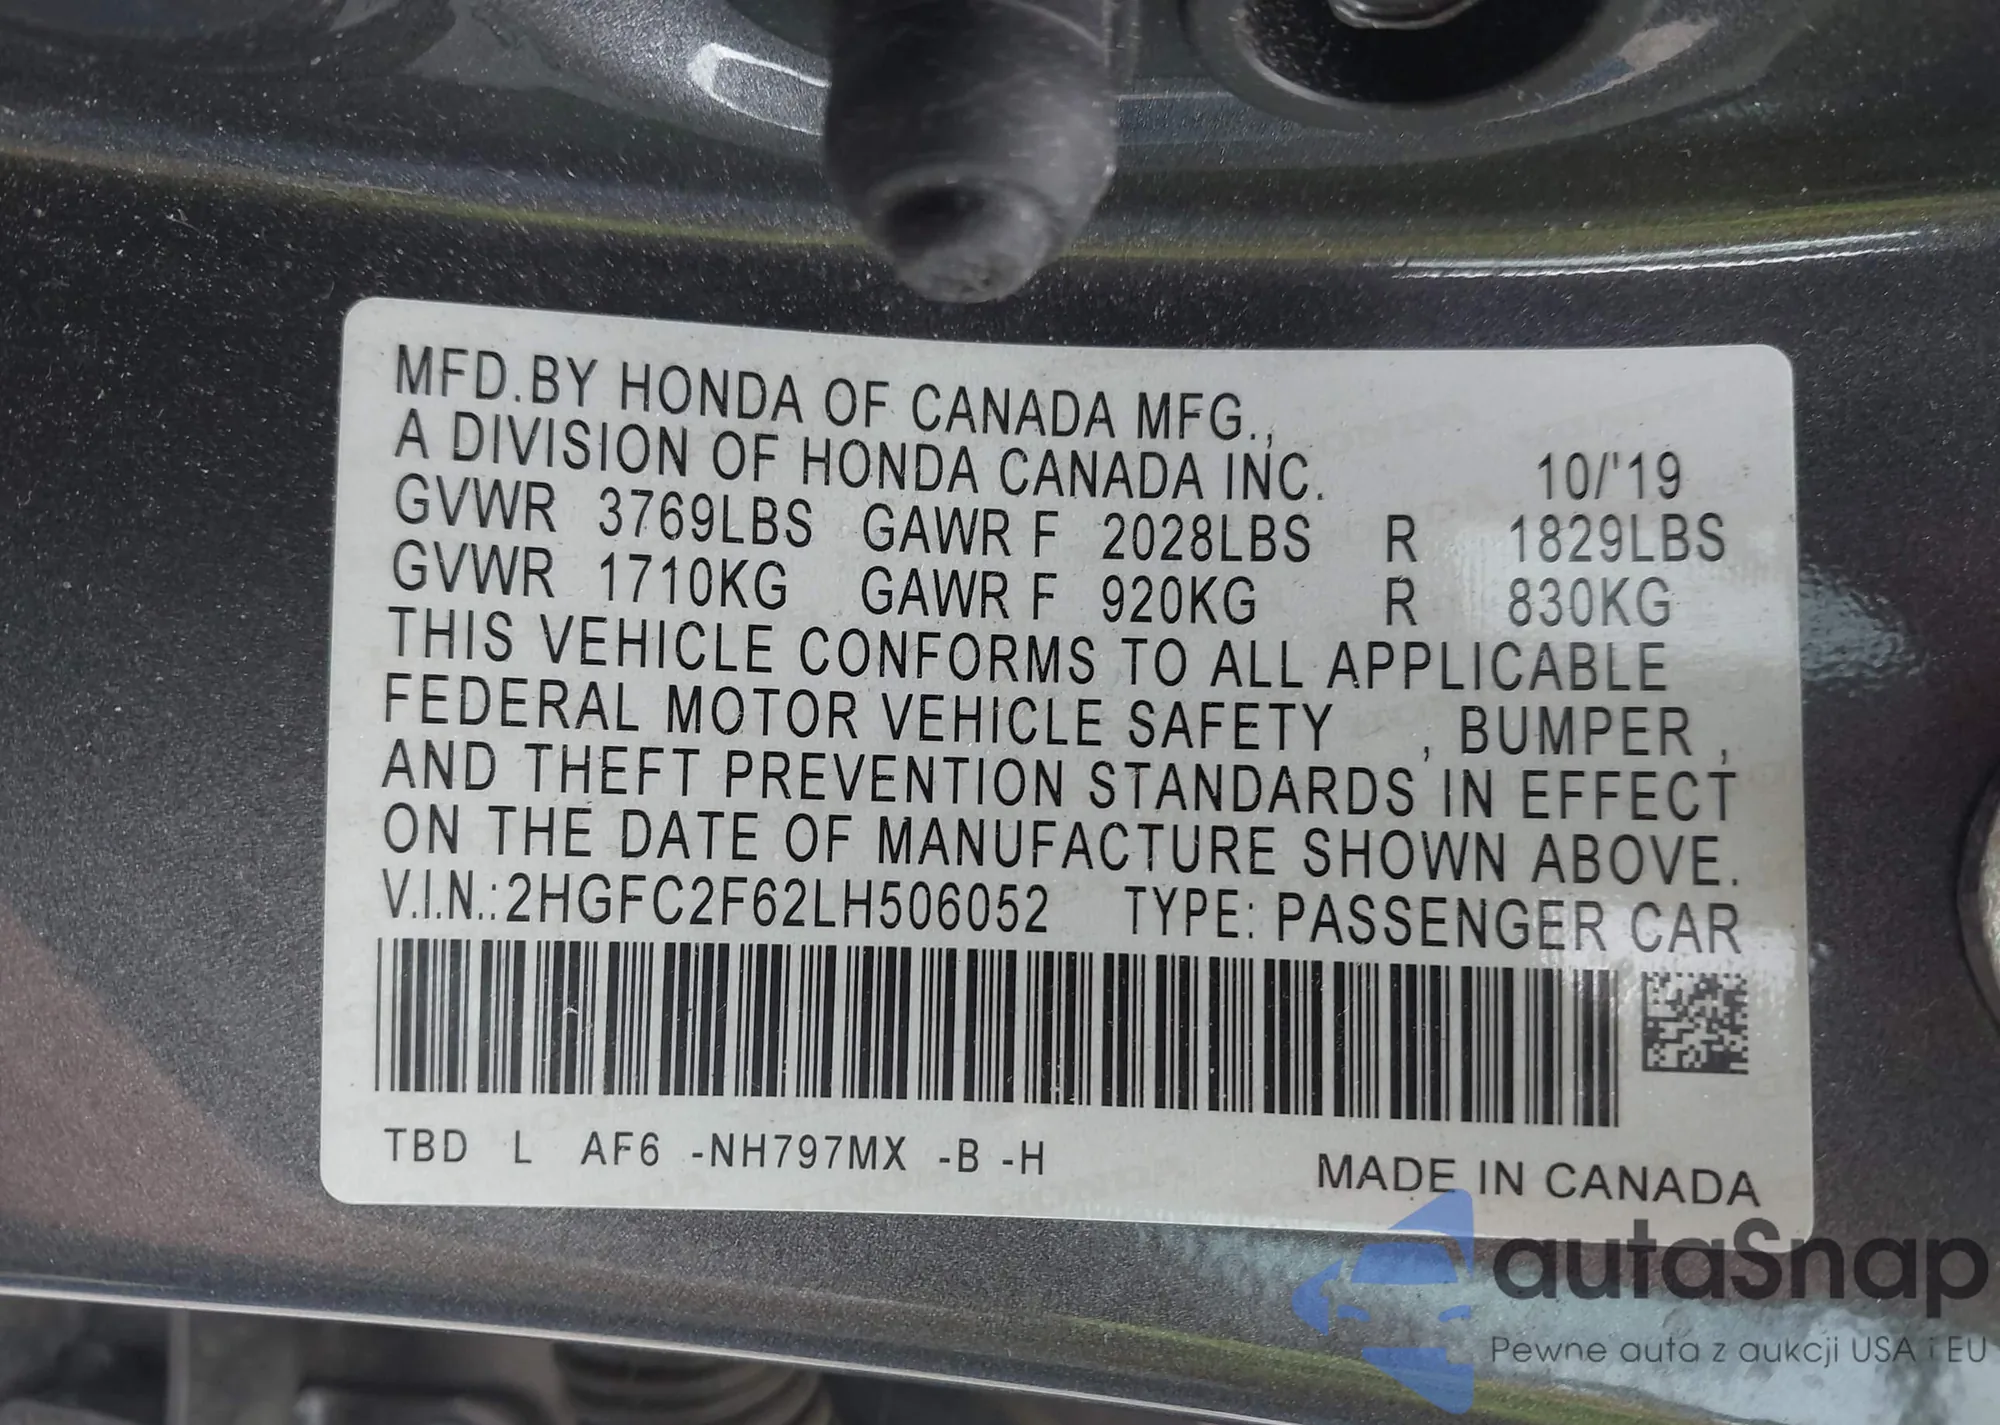 MFD.BY HONDA OF CANADA MFG.,
A DIVISION OF HONDA CANADA INC. 10/'19
GVWR 3769LBS GAWR F 2028LBS R 1829LBS
GVWR 1710KG GAWR F 920KG R 830KG
THIS VEHICLE CONFORMS TO ALL APPLICABLE
FEDERAL MOTOR VEHICLE SAFETY , BUMPER ,
AND THEFT PREVENTION STANDARDS IN EFFECT
ON THE DATE OF MANUFACTURE SHOWN ABOVE.
V.I.N.:2HGFC2F62LH506052 TYPE: PASSENGER CAR
TBD L AF6 -NH797MX -B -H
MADE IN CANADA
autaSnap
Pewne auta z aukcji USA i EU